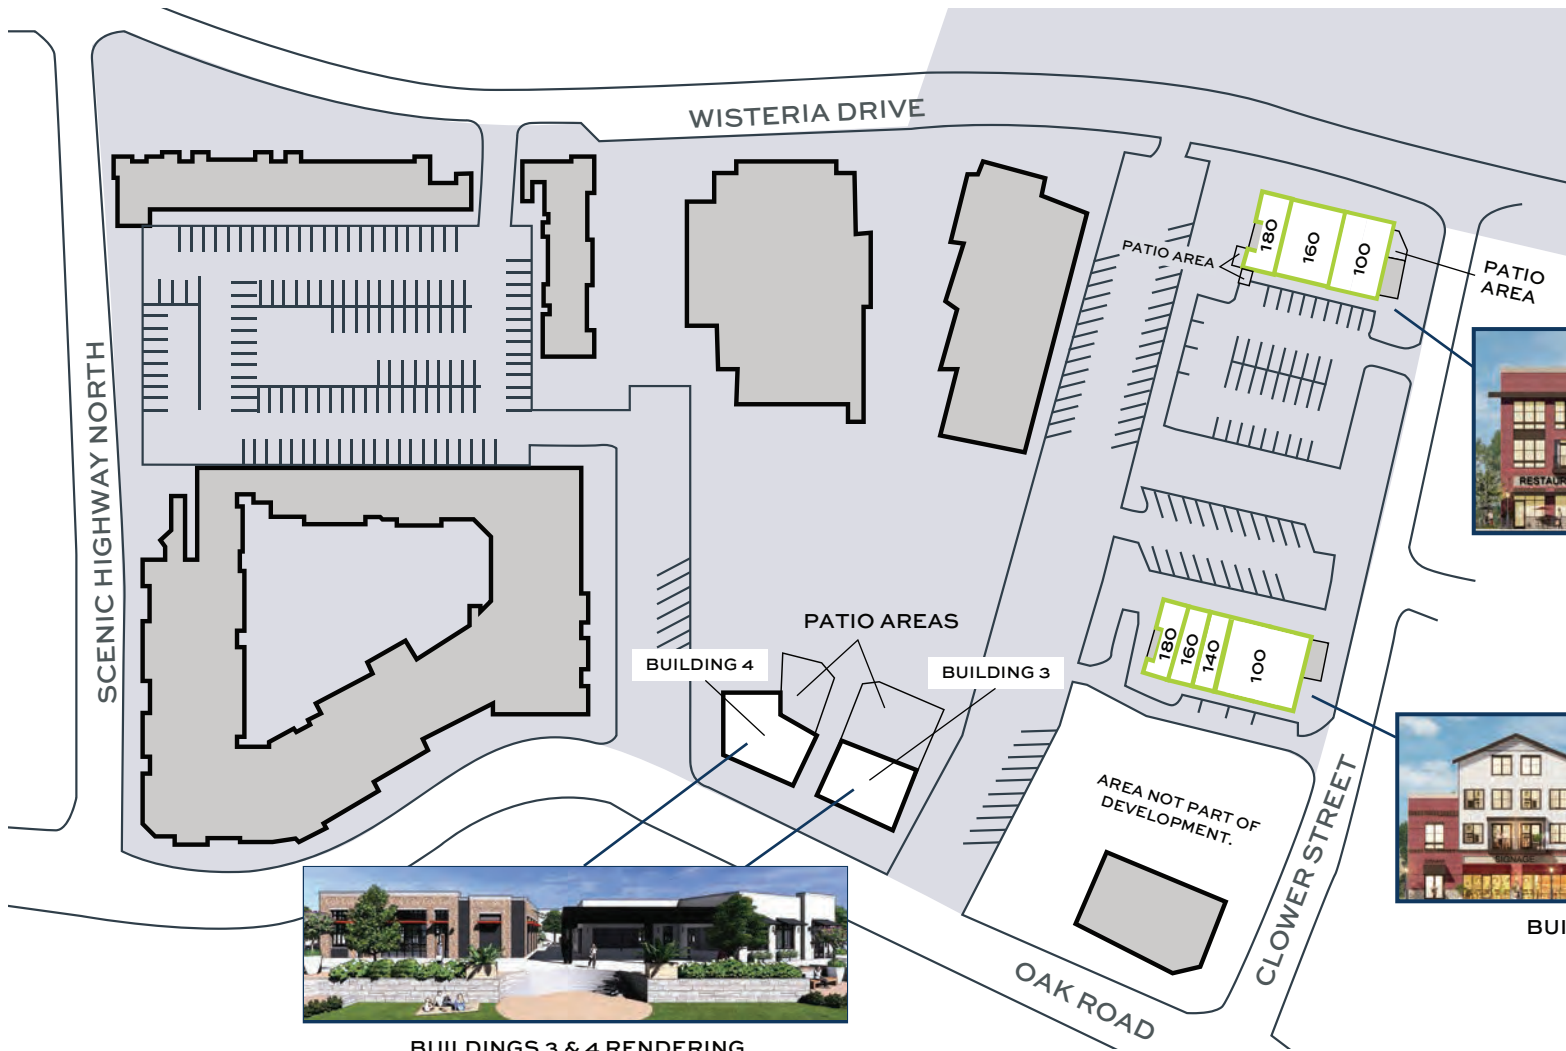 WISTERIA DRIVE
SCENIC HIGHWAY NORTH
180
160
100
PATIO AREA
PATIO
AREA
RESTAUR
PATIO AREAS
BUILDING 4
BUILDING 3
180
160
140
100
AREA NOT PART OF
DEVELOPMENT.
SIGNAGE
BUI
CLOWER STREET
OAK ROAD
BUILDINGS 3 & 4 RENDERING